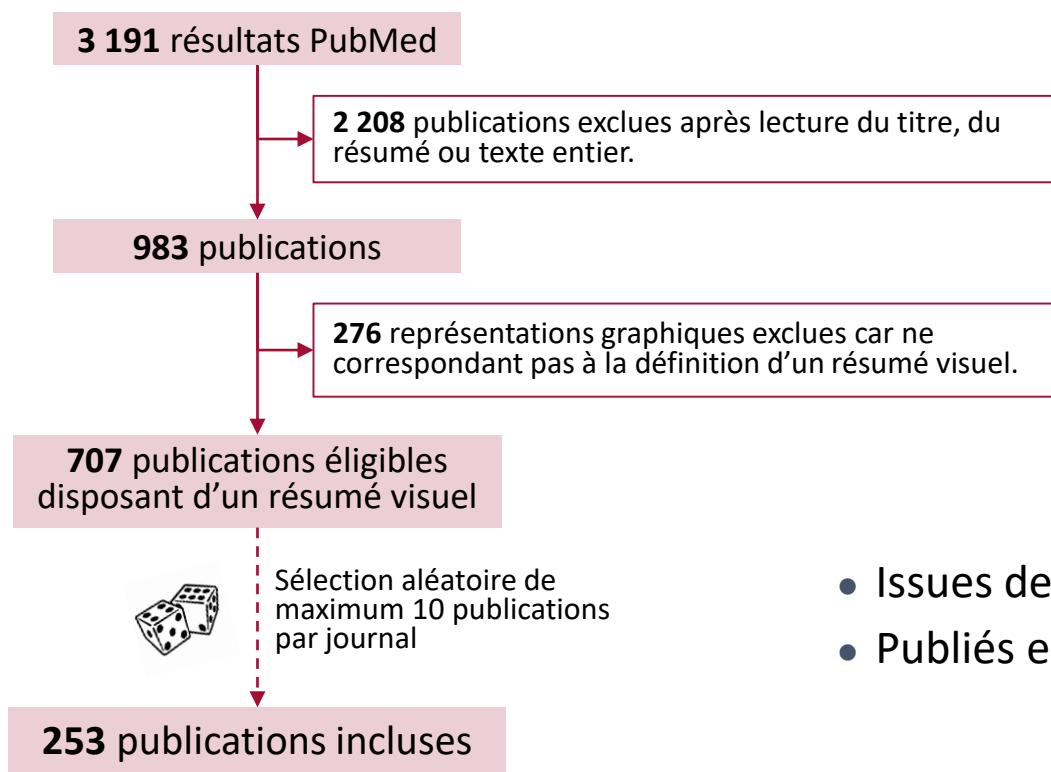 3 191 résultats PubMed
2 208 publications exclues après lecture du titre, du
résumé ou texte entier.
983 publications
276 représentations graphiques exclues car ne
correspondant pas à la définition d’un résumé visuel.
707 publications éligibles
disposant d’un résumé visuel
Sélection aléatoire de
maximum 10 publications
par journal
253 publications incluses
• Issues de
• Publiés e